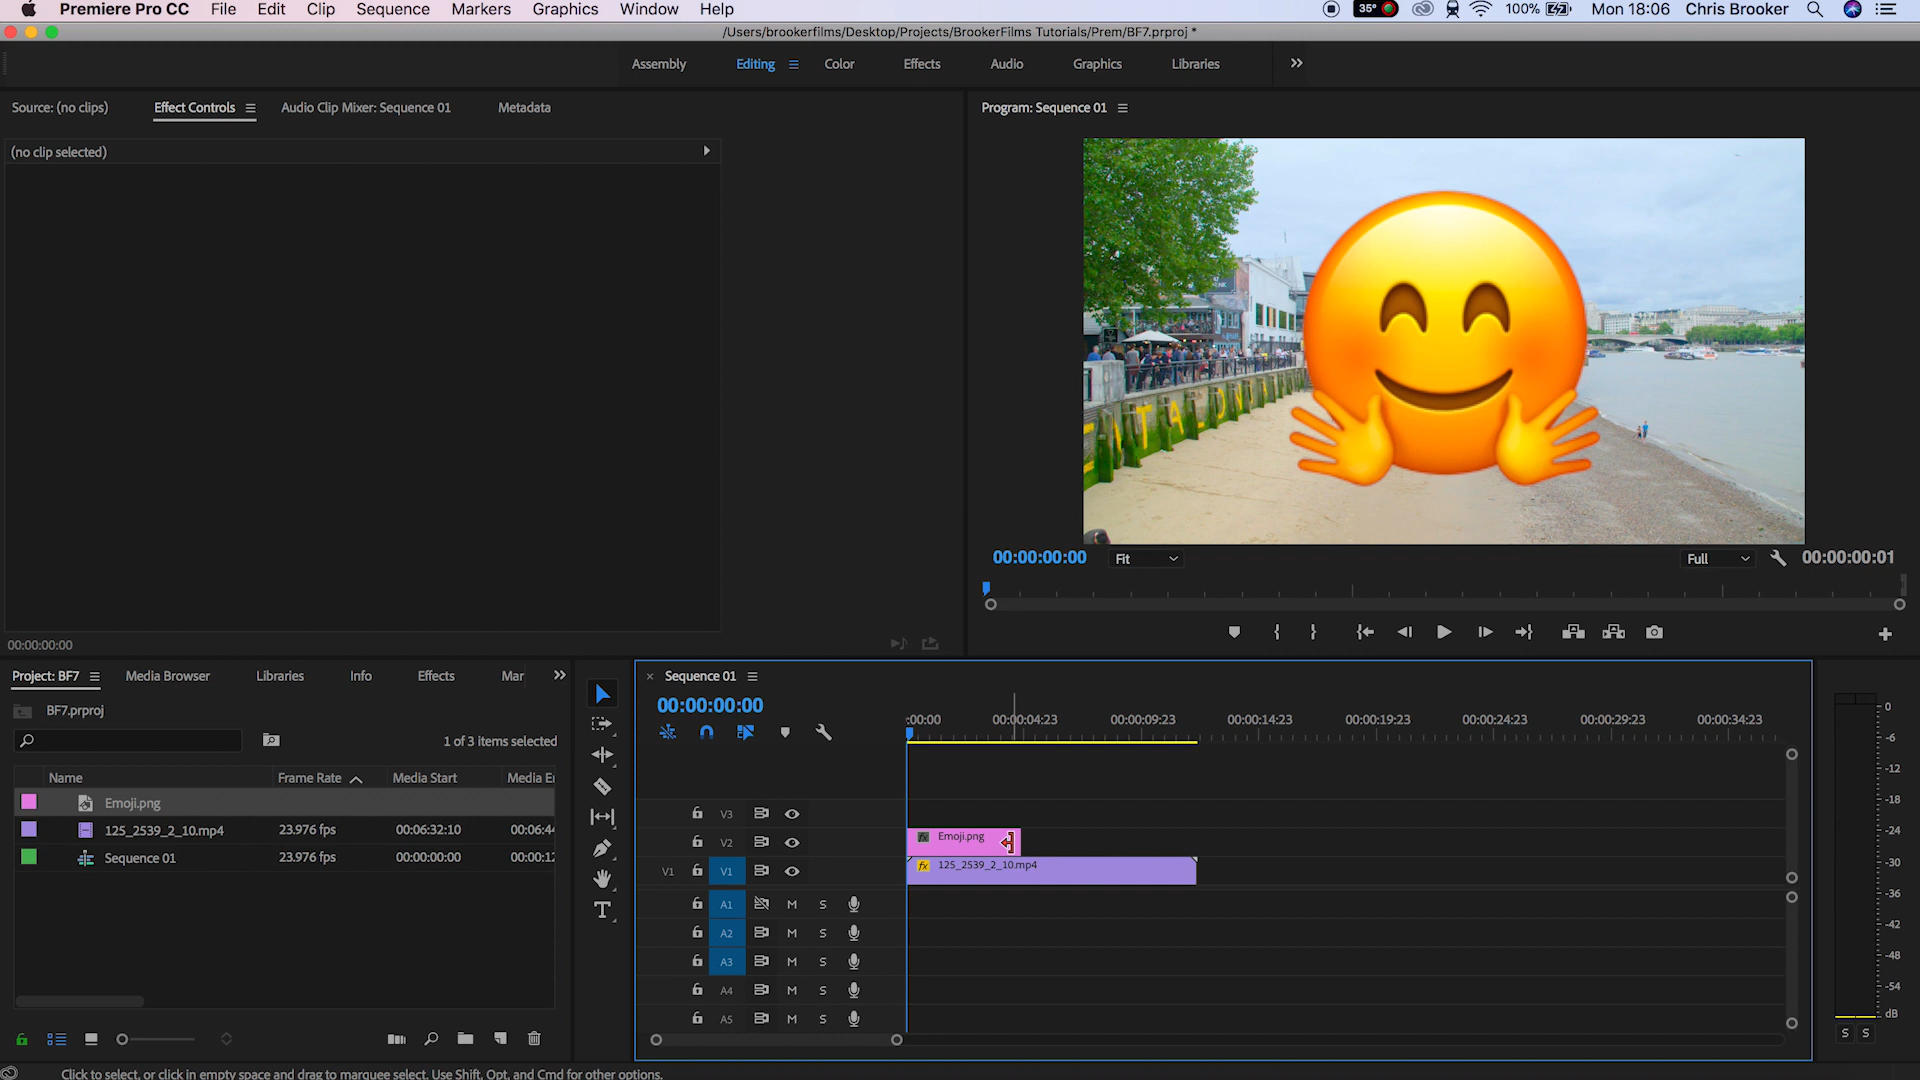 Premiere Pro CC File Edit Clip Sequence Markers Graphics Window Help 35° 100% Mon 18:06 Chris Brooker
/Users/brookerfilms/Desktop/Projects/BrookerFilms Tutorials/Prem/BF7.prproj *
Assembly Editing Color Effects Audio Graphics Libraries
Source: (no clips) Effect Controls Audio Clip Mixer: Sequence 01 Metadata
(no clip selected)
00:00:00:00
Program: Sequence 01
TALON
00:00:00:00 Fit Full 00:00:00:01
Project: BF7 Media Browser Libraries Info Effects Mar
BF7.prproj
1 of 3 items selected
Name Frame Rate Media Start Media E
Emoji.png
125_2539_2_10.mp4 23.976 fps 00:06:32:10 00:06:4
Sequence 01 23.976 fps 00:00:00:00 00:00:12
T
Sequence 01
00:00:00:00
:00:00 00:00:04:23 00:00:09:23 00:00:14:23 00:00:19:23 00:00:24:23 00:00:29:23 00:00:34:23
V3
V2 fx Emoji.png
V1 V1 fx 125_2539_2_10.mp4
A1 M S
A2 M S
A3 M S
A4 M S
A5 M S
0
-6
-12
-18
-24
-30
-36
-42
-48
-54
dB
S S
Click to select, or click in empty space and drag to marquee select. Use Shift, Opt, and Cmd for other options.